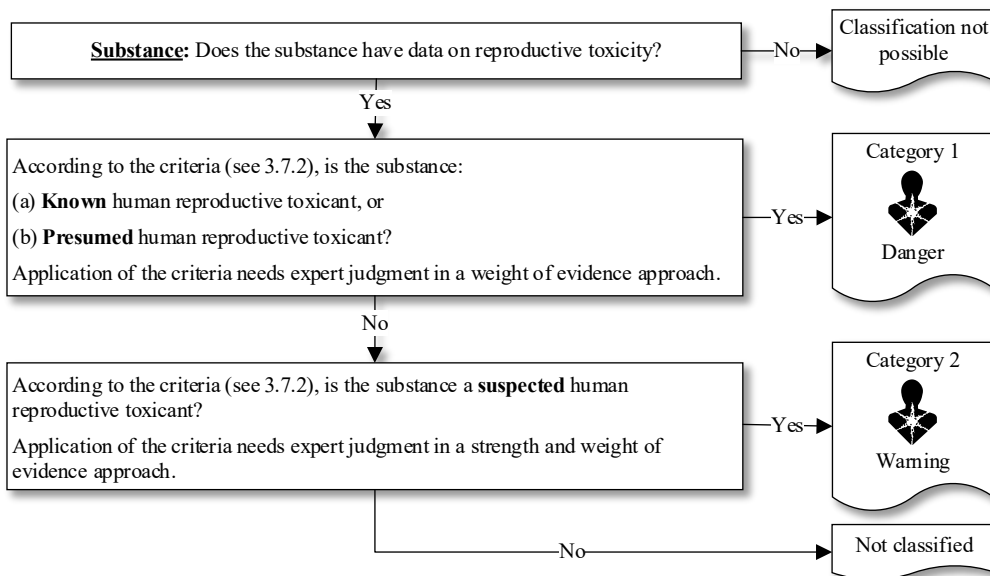 Substance: Does the substance have data on reproductive toxicity?
No
Classification not
possible
Yes
According to the criteria (see 3.7.2), is the substance:
(a) Known human reproductive toxicant, or
(b) Presumed human reproductive toxicant?
Application of the criteria needs expert judgment in a weight of evidence approach.
Yes
Category 1
Danger
No
According to the criteria (see 3.7.2), is the substance a suspected human
reproductive toxicant?
Application of the criteria needs expert judgment in a strength and weight of
evidence approach.
Yes
Category 2
Warning
No
Not classified